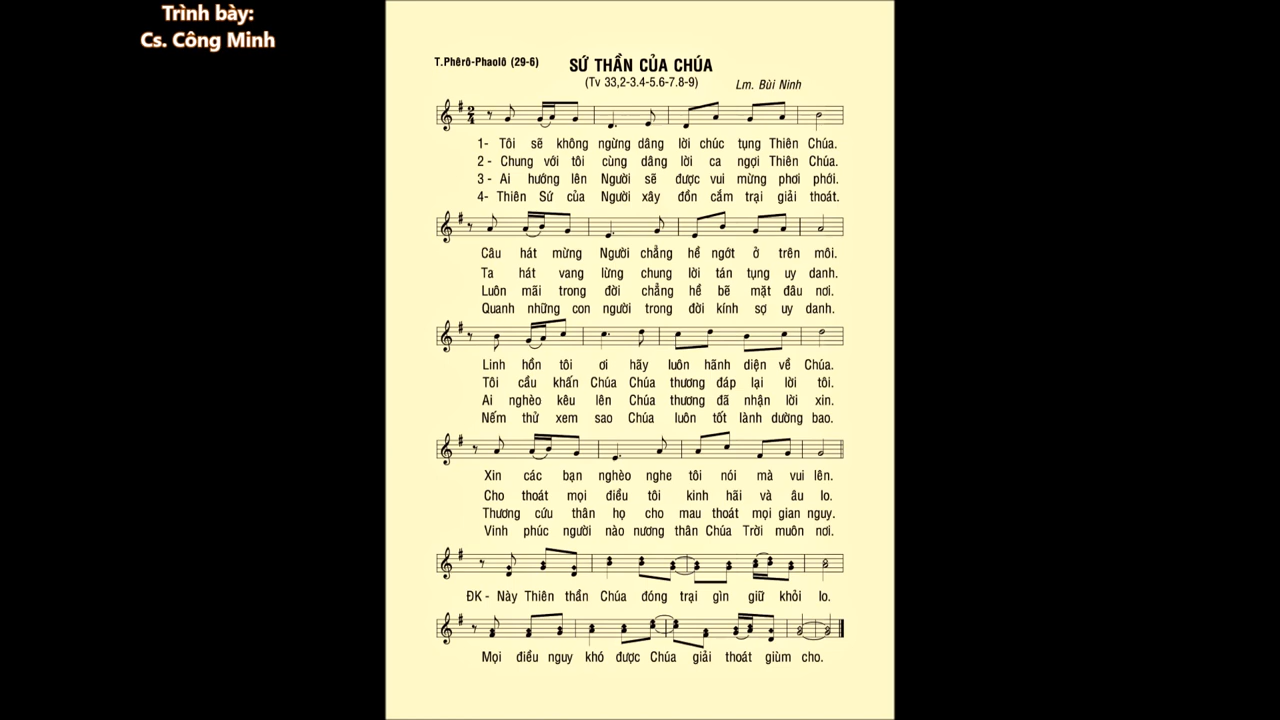 Trình bày:
Cs. Công Minh
T.Phêrô-Phaolô (29-6)
SỨ THẦN CỦA CHÚA
(Tv 33,2-3.4-5.6-7.8-9)
Lm. Bùi Ninh
1- Tôi sẽ không ngừng dâng lời chúc tụng Thiên Chúa.
2 - Chung với tôi cùng dâng lời ca ngợi Thiên Chúa.
3 - Ai hướng lên Người sẽ được vui mừng phơi phới.
4- Thiên Sứ của Người xây đồn cắm trại giải thoát.
Câu hát mừng Người chẳng hề ngớt ở trên môi.
Ta hát vang lừng chung lời tán tụng uy danh.
Luôn mãi trong đời chẳng hề bẽ mặt đâu nơi.
Quanh những con người trong đời kính sợ uy danh.
Linh hồn tôi ơi hãy luôn hãnh diện về Chúa.
Tôi cầu khấn Chúa Chúa thương đáp lại lời tôi.
Ai nghèo kêu lên Chúa thương đã nhận lời xin.
Nếm thử xem sao Chúa luôn tốt lành dường bao.
Xin các bạn nghèo nghe tôi nói mà vui lên.
Cho thoát mọi điều tôi kinh hãi và âu lo.
Thương cứu thân họ cho mau thoát mọi gian nguy.
Vinh phúc người nào nương thân Chúa Trời muôn nơi.
ĐK - Này Thiên thần Chúa đóng trại gìn giữ khỏi lo.
Mọi điều nguy khó được Chúa giải thoát giùm cho.